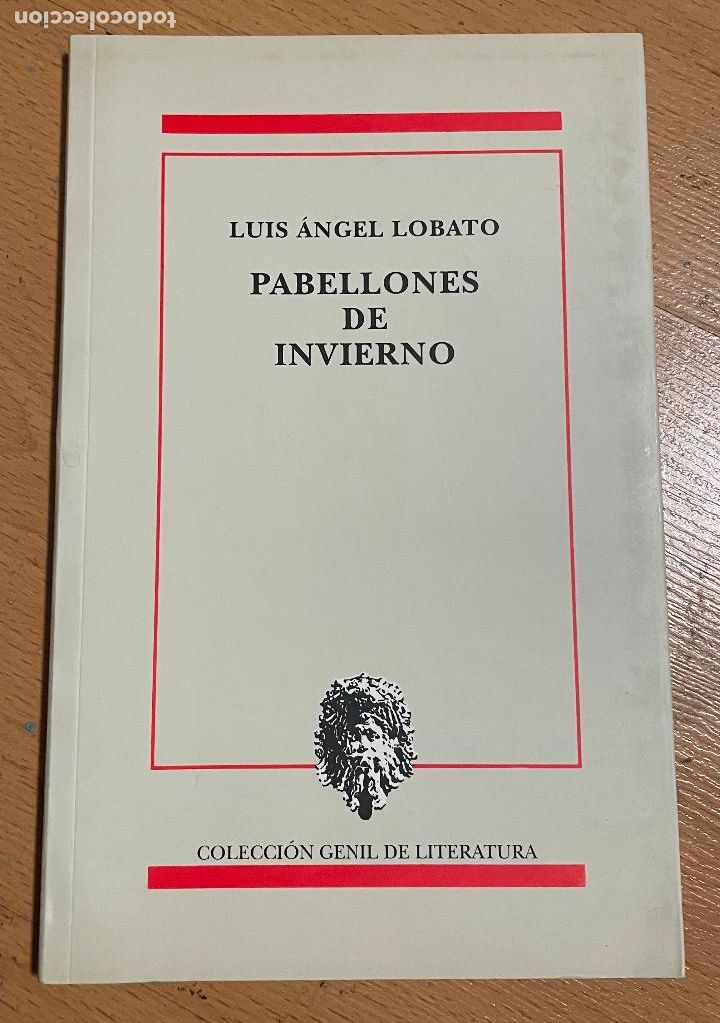 todocoleccion
LUIS ÁNGEL LOBATO
PABELLONES
DE
INVIERNO
COLECCIÓN GENIL DE LITERATURA